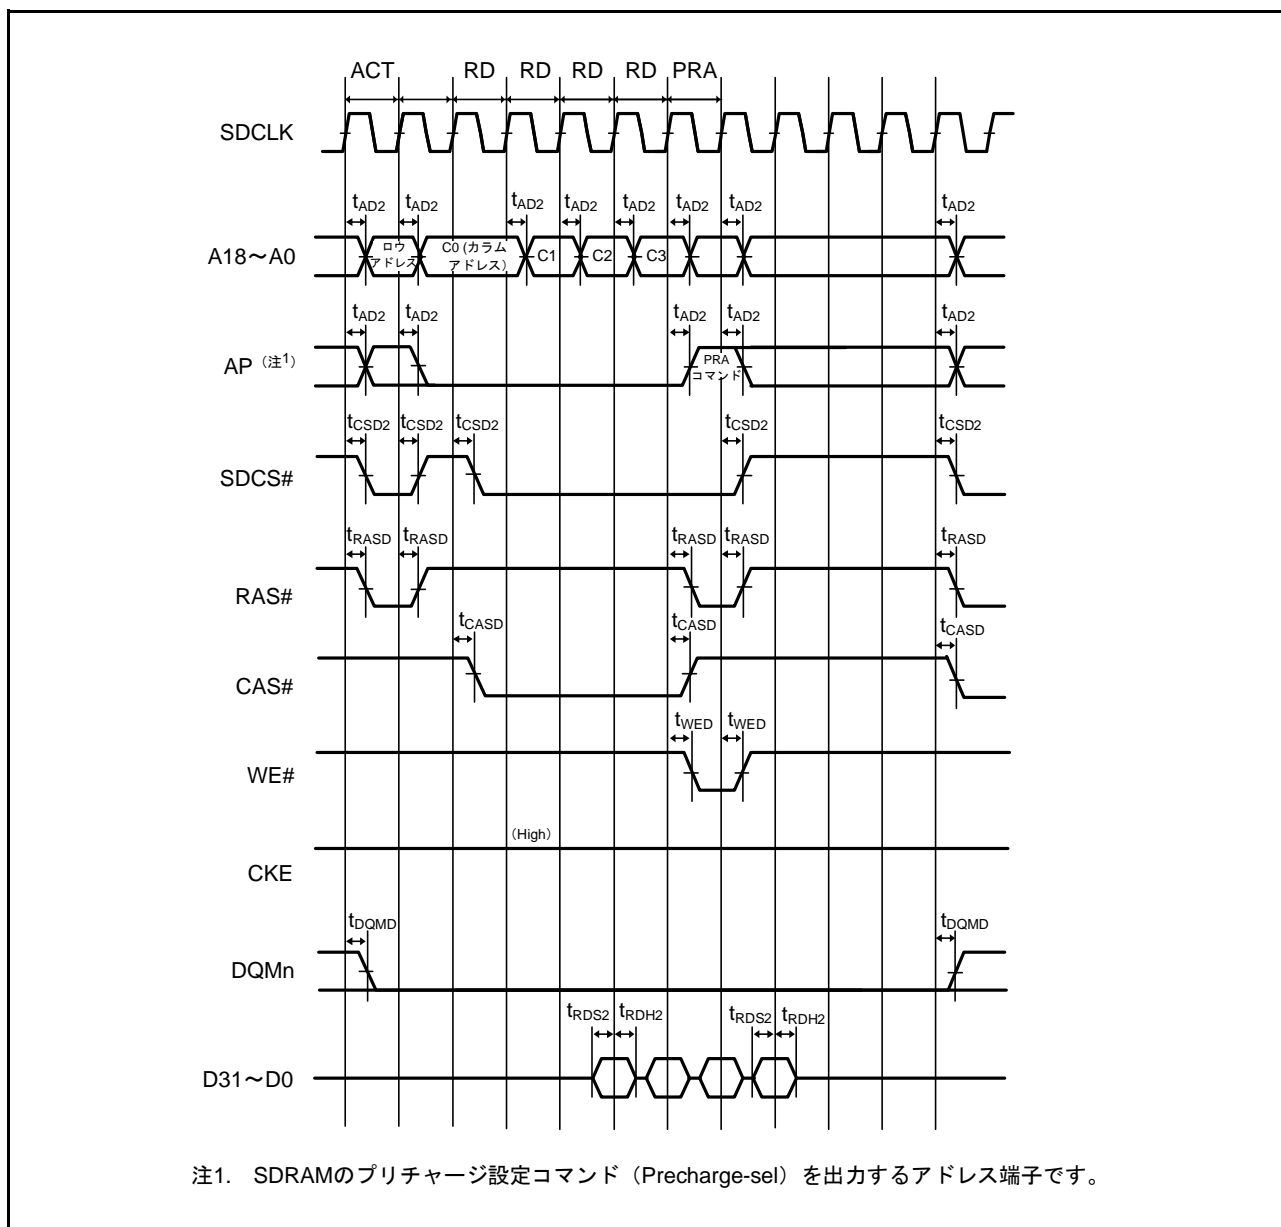 ACT RD RD RD RD PRA
SDCLK
tAD2 tAD2 tAD2 tAD2 tAD2 tAD2 tAD2 tAD2
A18～A0
ロウ
アドレス
C0 (カラム
アドレス）
C1 C2 C3
tAD2 tAD2 tAD2 tAD2 tAD2
AP（注1）
PRA
コマンド
tCSD2 tCSD2 tCSD2 tCSD2 tCSD2
SDCS#
tRASD tRASD tRASD tRASD tRASD
RAS#
tCASD tCASD tCASD
CAS#
tWED tWED
WE#
（High）
CKE
tDQMD tDQMD
DQMn
tRDS2 tRDH2 tRDS2 tRDH2
D31～D0
注1. SDRAMのプリチャージ設定コマンド（Precharge-sel）を出力するアドレス端子です。